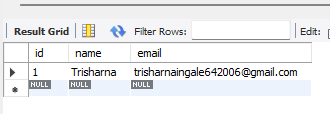 Result Grid Filter Rows: Edit:
id name email
1 Trisharna trisharnaingale642006@gmail.com
NULL NULL NULL